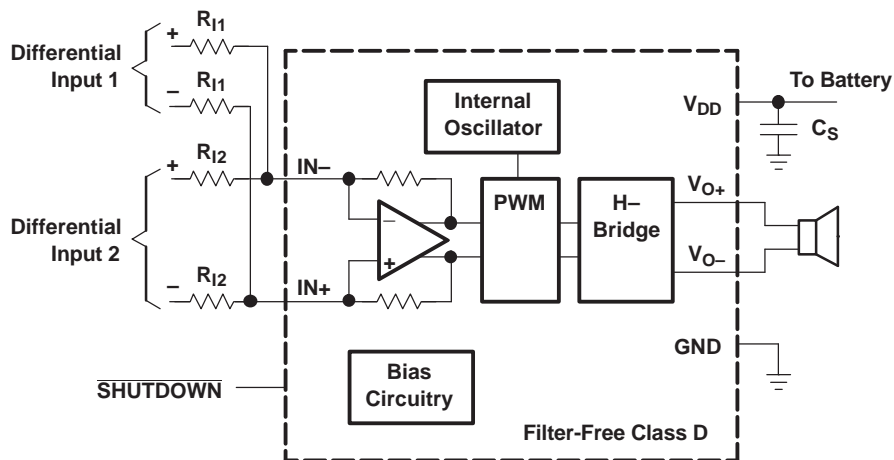 Differential
Input 1
+
R_I1
−
R_I1
Differential
Input 2
+
R_I2
−
R_I2
IN−
IN+
SHUTDOWN
Internal
Oscillator
−
+
PWM
H−
Bridge
Bias
Circuitry
V_DD
To Battery
C_S
V_O+
V_O−
GND
Filter-Free Class D